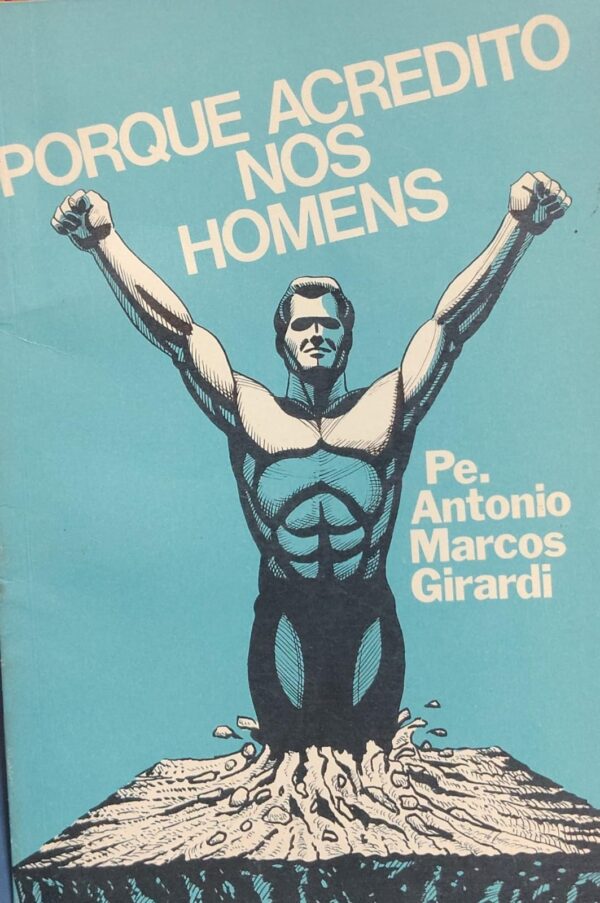 PORQUE ACREDITO
NOS
HOMENS
Pe.
Antonio
Marcos
Girardi